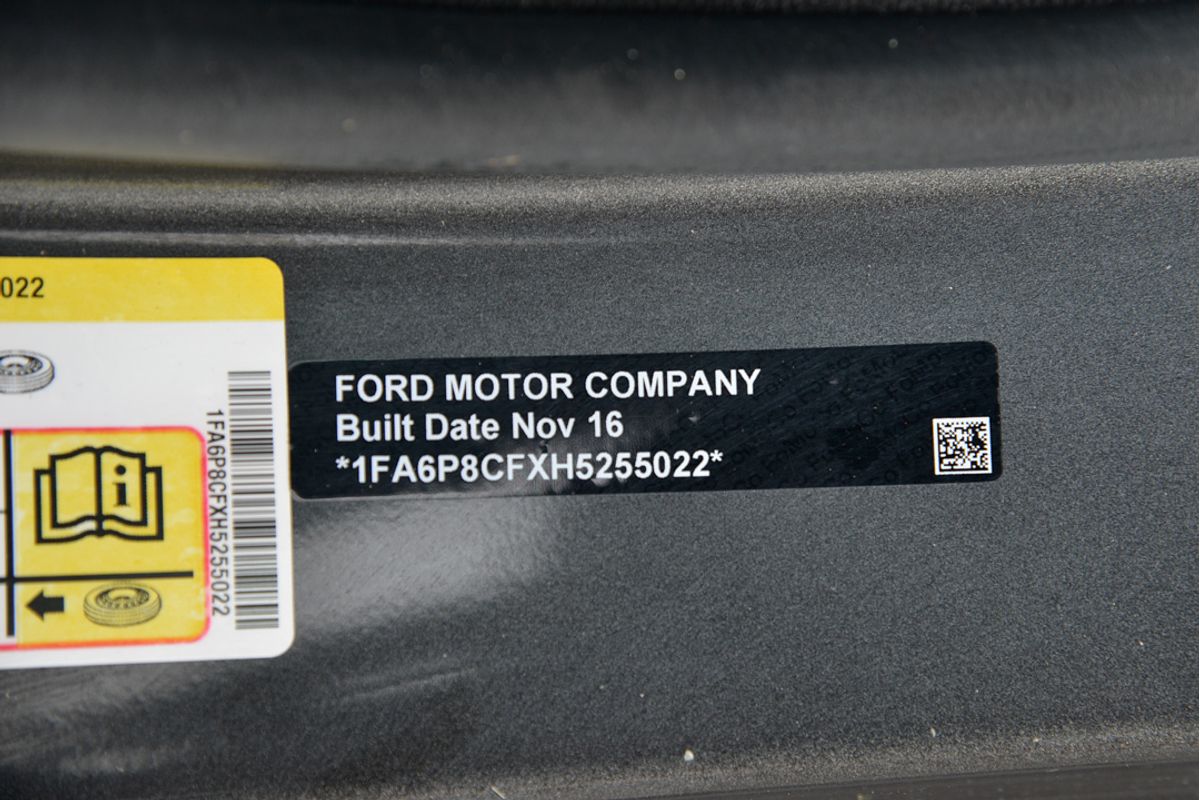 022
FORD MOTOR COMPANY
Built Date Nov 16
*1FA6P8CFXH5255022*
1FA6P8CFXH5255022
i